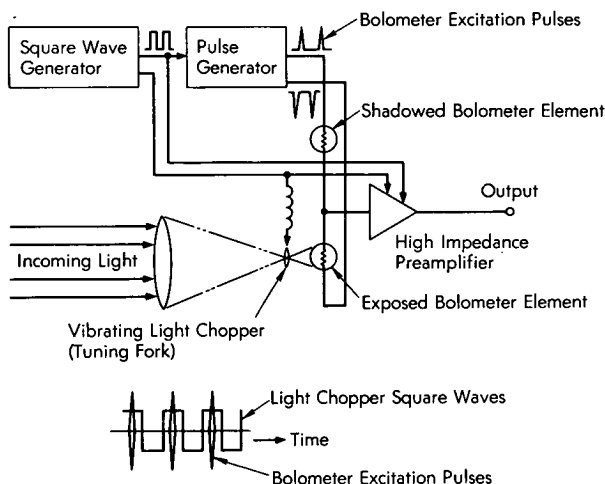 Bolometer Excitation Pulses
Square Wave
Generator
Pulse
Generator
Shadowed Bolometer Element
Output
Incoming Light
High Impedance
Preamplifier
Exposed Bolometer Element
Vibrating Light Chopper
(Tuning Fork)
Light Chopper Square Waves
Time
Bolometer Excitation Pulses